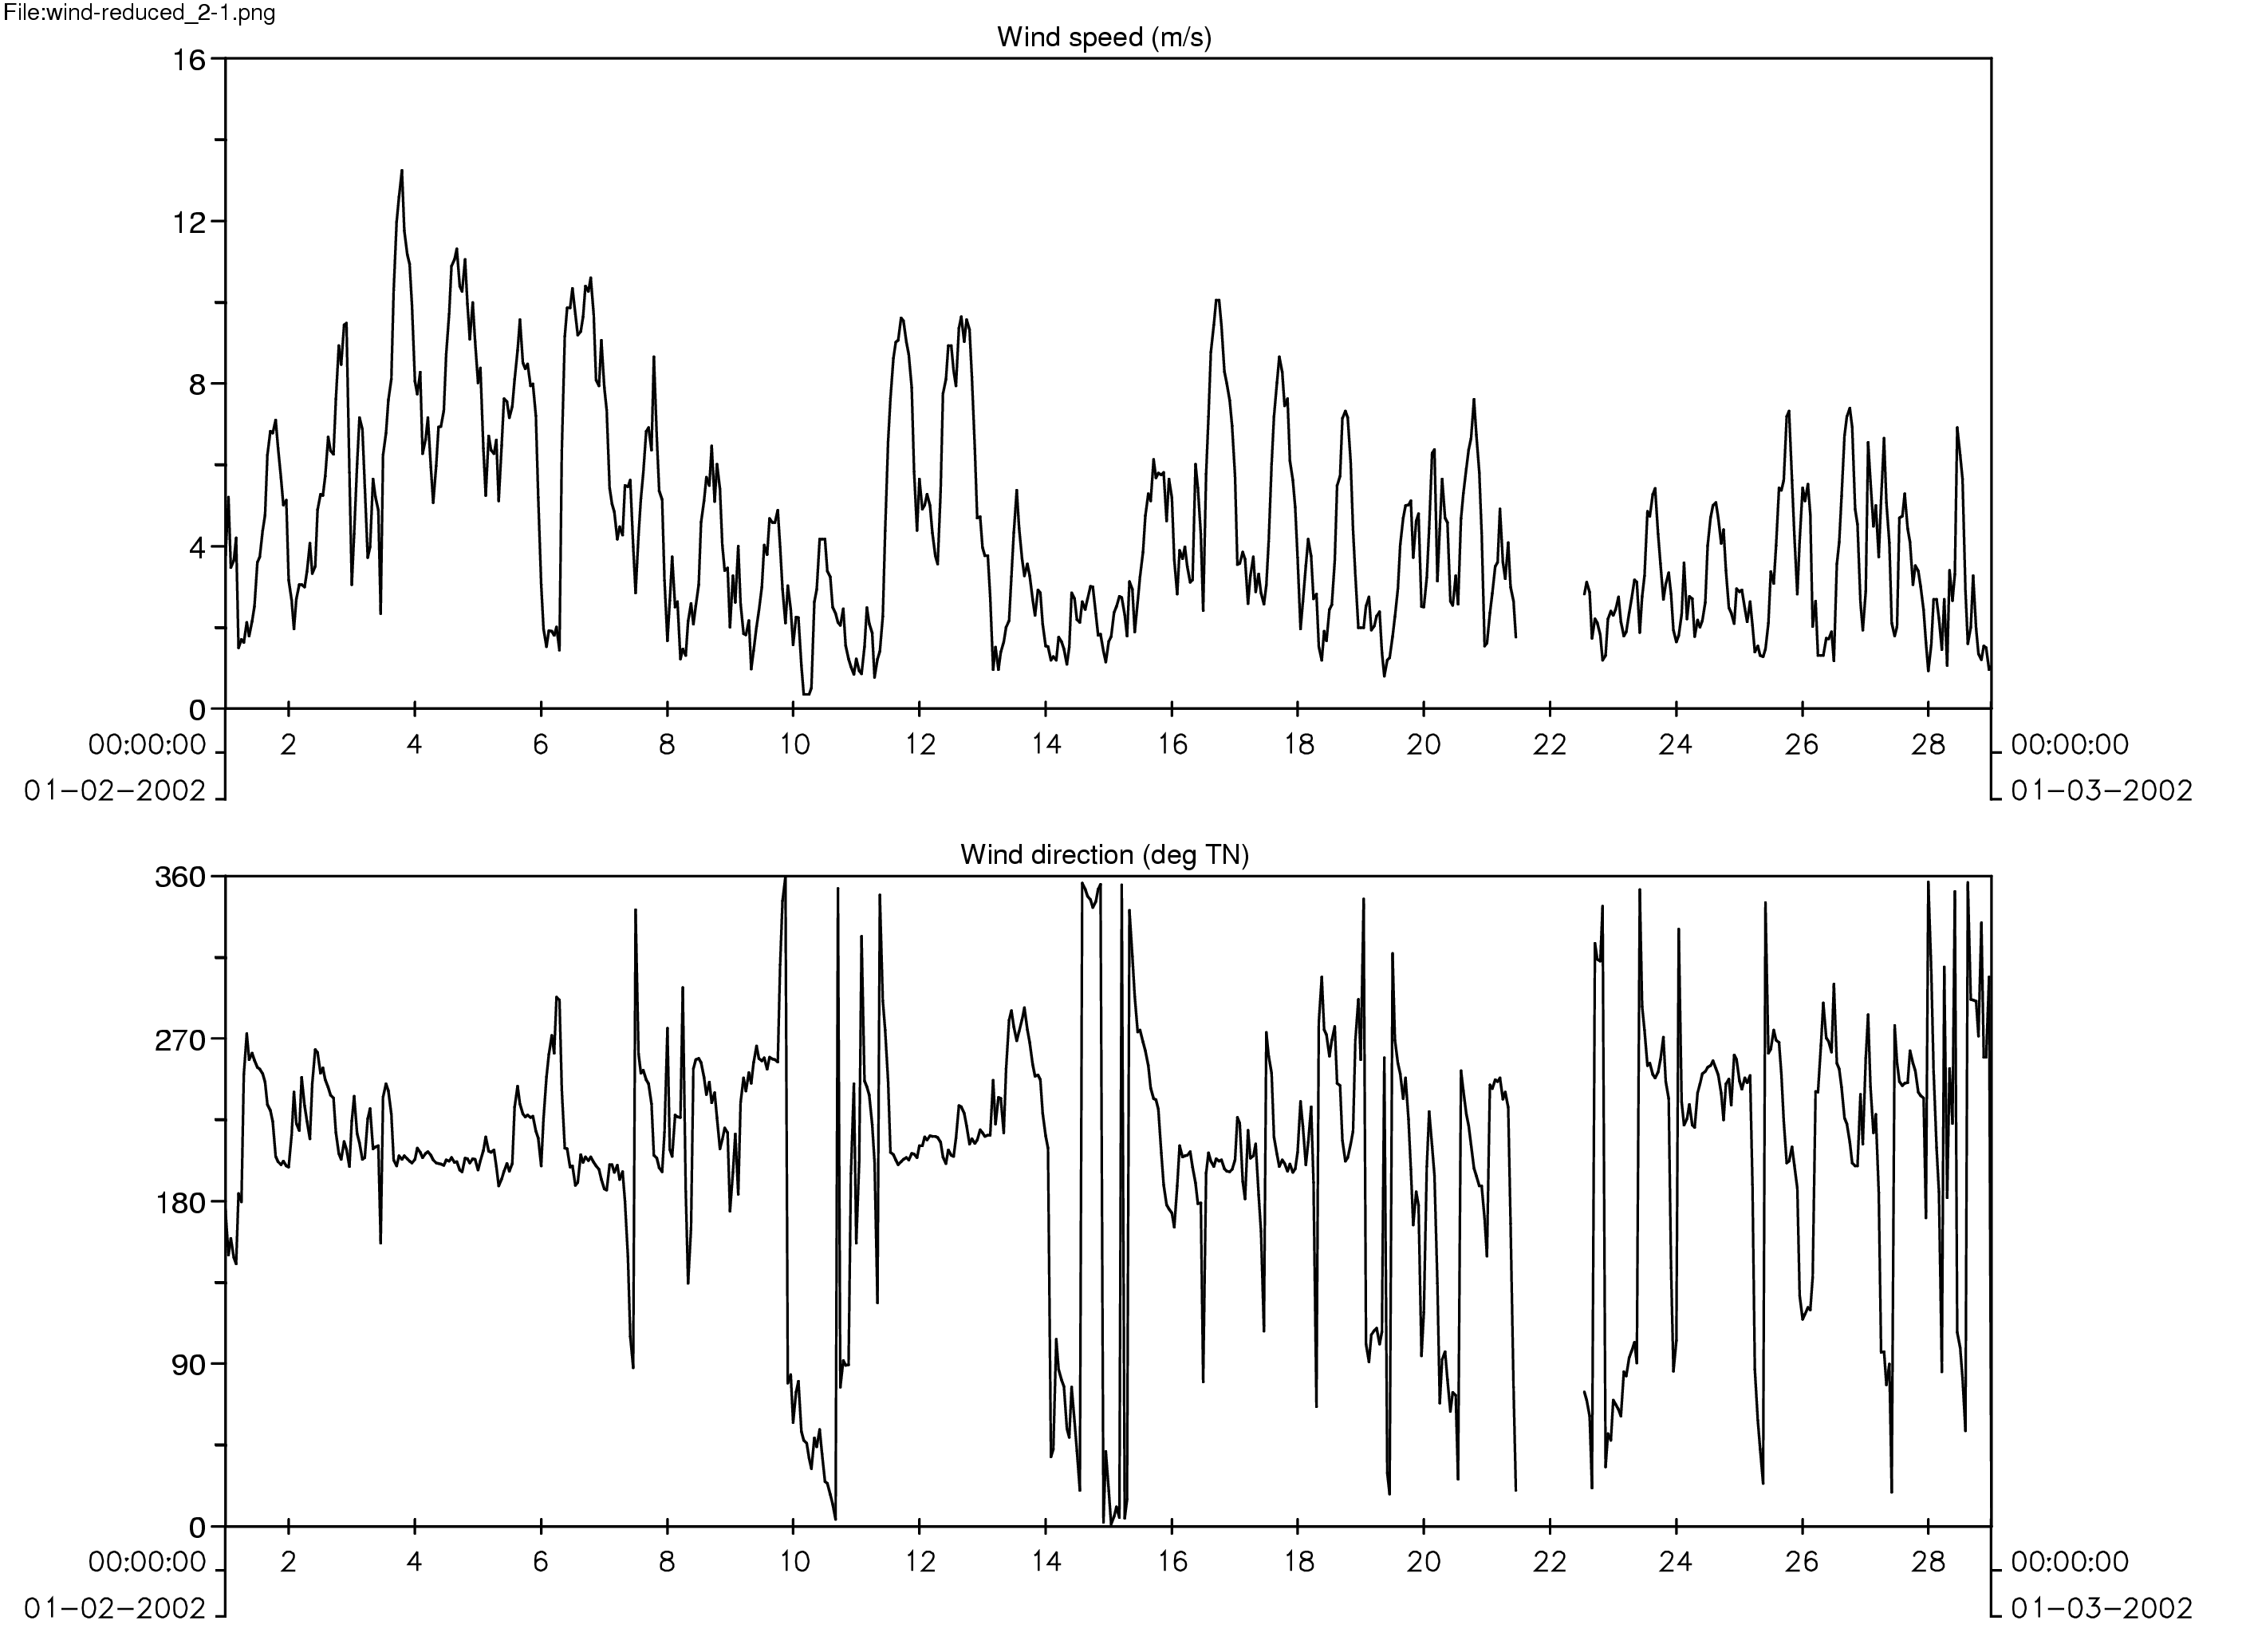 File:wind-reduced_2-1.png
Wind speed (m/s)
16
12
8
4
0
00:00:00 2 4 6 8 10 12 14 16 18 20 22 24 26 28 00:00:00
01-02-2002 01-03-2002
Wind direction (deg TN)
360
270
180
90
0
00:00:00 2 4 6 8 10 12 14 16 18 20 22 24 26 28 00:00:00
01-02-2002 01-03-2002